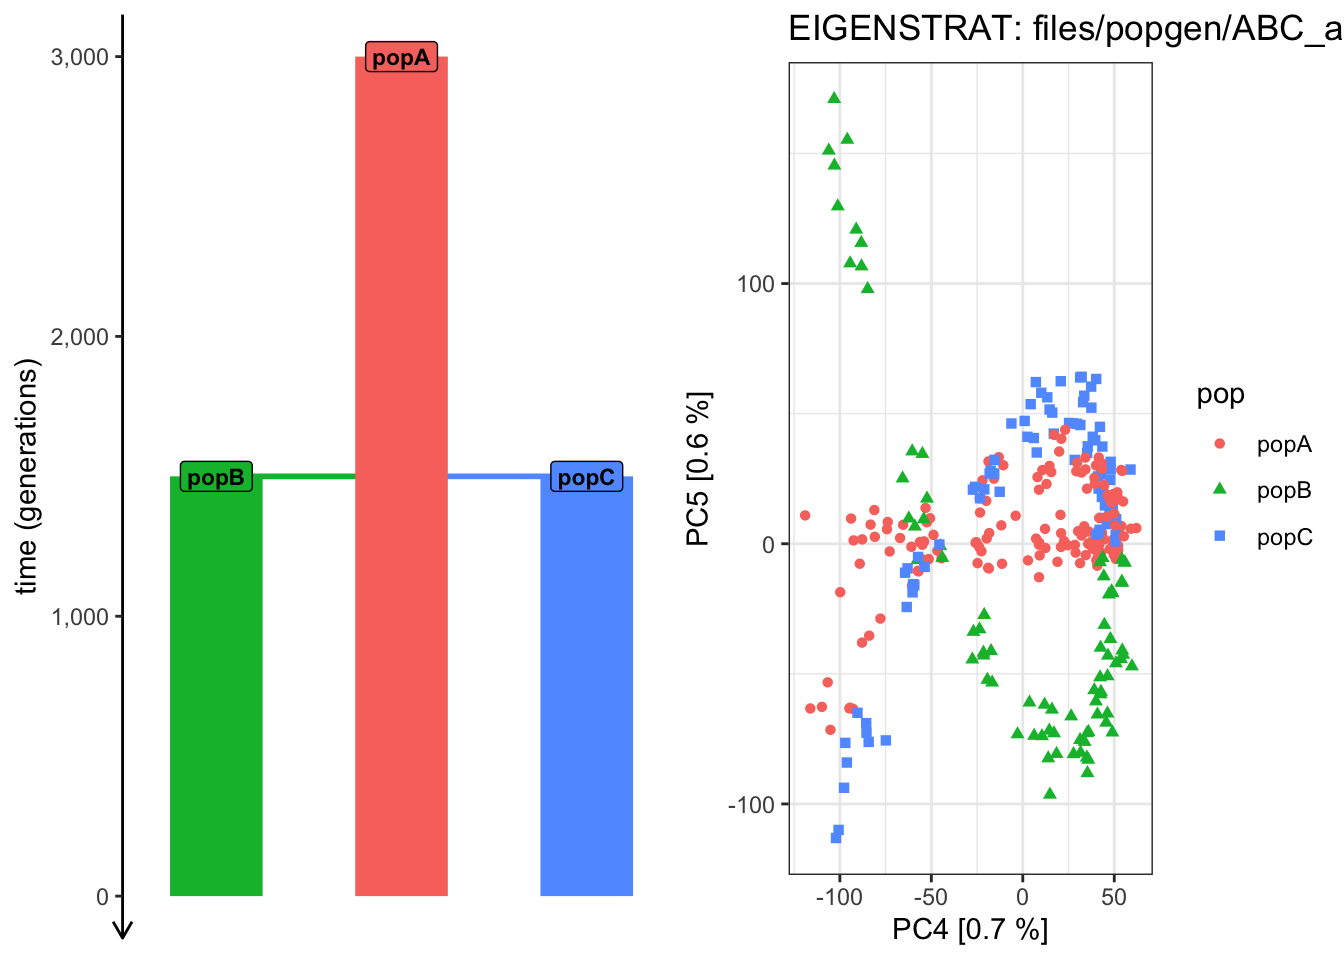 time (generations)
3,000
2,000
1,000
0
popA
popB
popC
EIGENSTRAT: files/popgen/ABC_a
PC5 [0.6 %]
100
0
-100
-100
-50
0
50
PC4 [0.7 %]
pop
popA
popB
popC